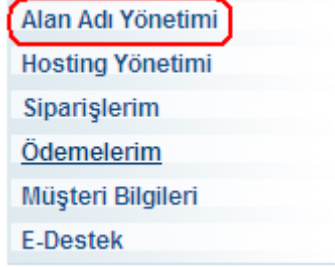 Alan Adı Yönetimi
Hosting Yönetimi
Siparişlerim
Ödemelerim
Müşteri Bilgileri
E-Destek